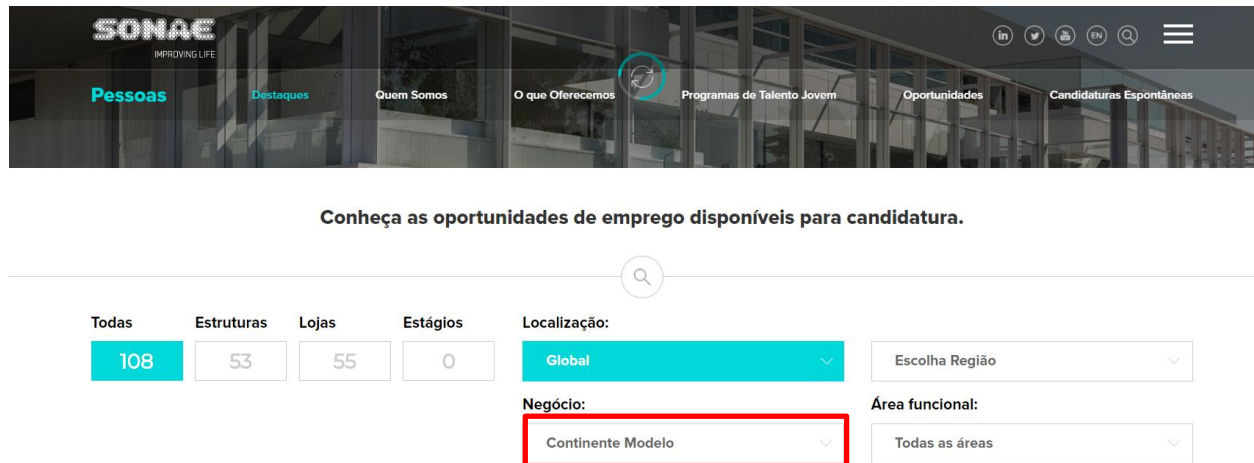 SONAE
IMPROVING LIFE
in
You
EN
Pessoas
Destaques
Quem Somos
O que Oferecemos
Programas de Talento Jovem
Oportunidades
Candidaturas Espontâneas
Conheça as oportunidades de emprego disponíveis para candidatura.
Todas
Estruturas
Lojas
Estágios
Localização:
108
53
55
0
Global
Escolha Região
Negócio:
Área funcional:
Continente Modelo
Todas as áreas